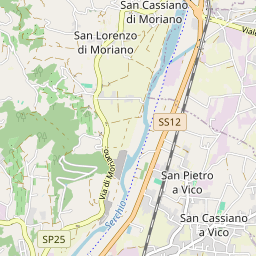 San Cassiano
di Moriano
San Lorenzo
di Moriano
Viale
SS12
Via di Moriano
San Pietro
a Vico
Serchio
San Cassiano
a Vico
SP25